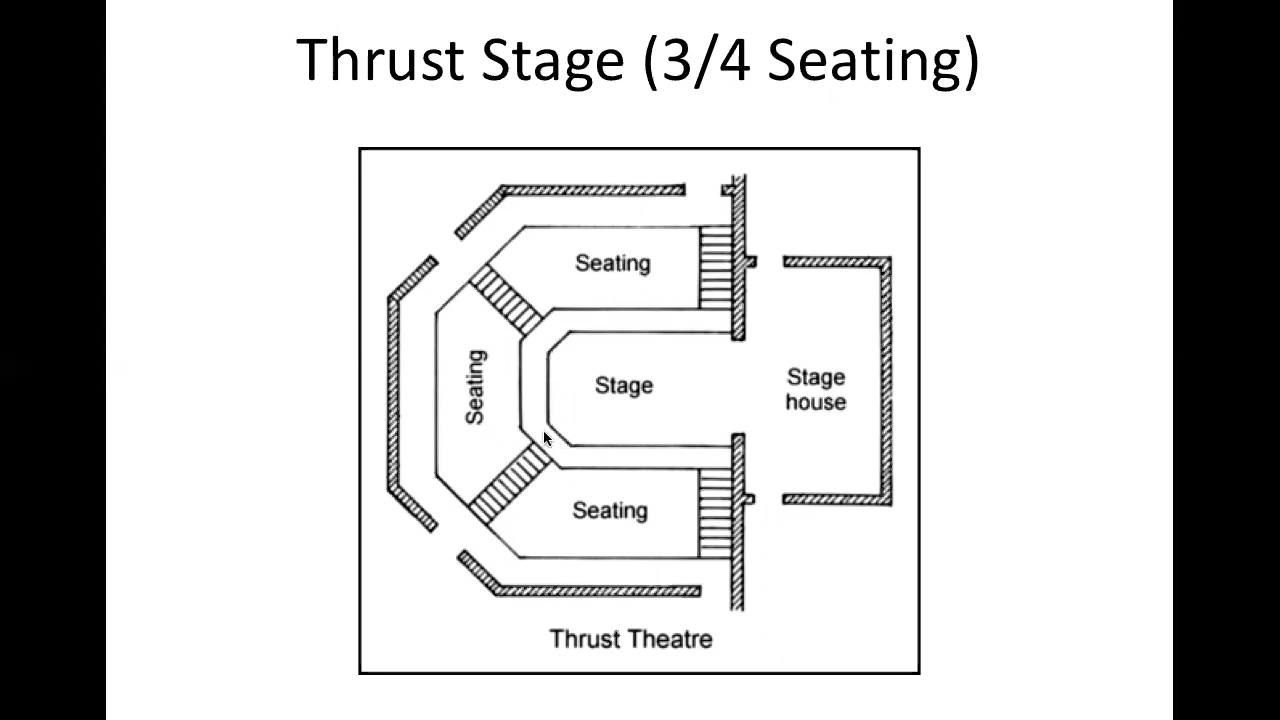 Thrust Stage (3/4 Seating)
Seating
Seating
Stage
Stage
house
Seating
Thrust Theatre